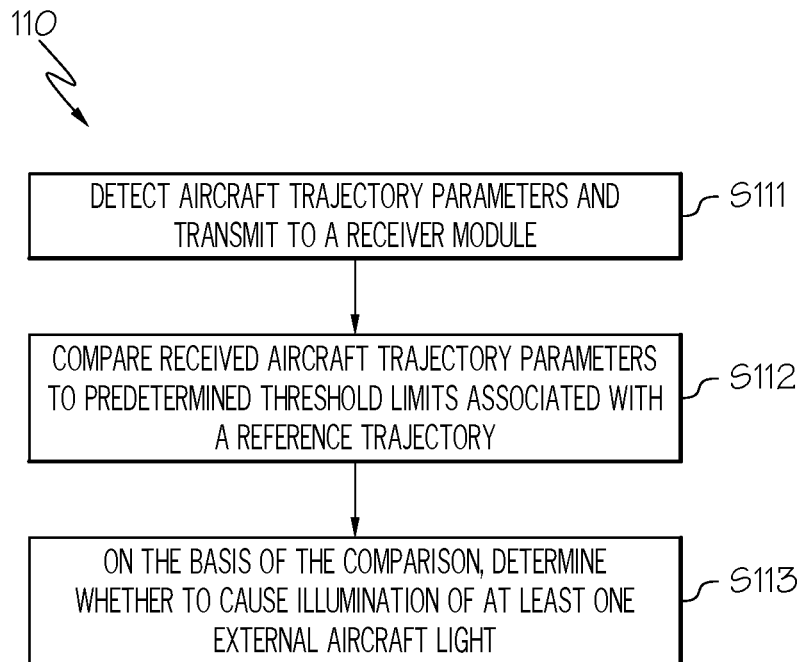 110
DETECT AIRCRAFT TRAJECTORY PARAMETERS AND
TRANSMIT TO A RECEIVER MODULE
S111
COMPARE RECEIVED AIRCRAFT TRAJECTORY PARAMETERS
TO PREDETERMINED THRESHOLD LIMITS ASSOCIATED WITH
A REFERENCE TRAJECTORY
S112
ON THE BASIS OF THE COMPARISON, DETERMINE
WHETHER TO CAUSE ILLUMINATION OF AT LEAST ONE
EXTERNAL AIRCRAFT LIGHT
S113